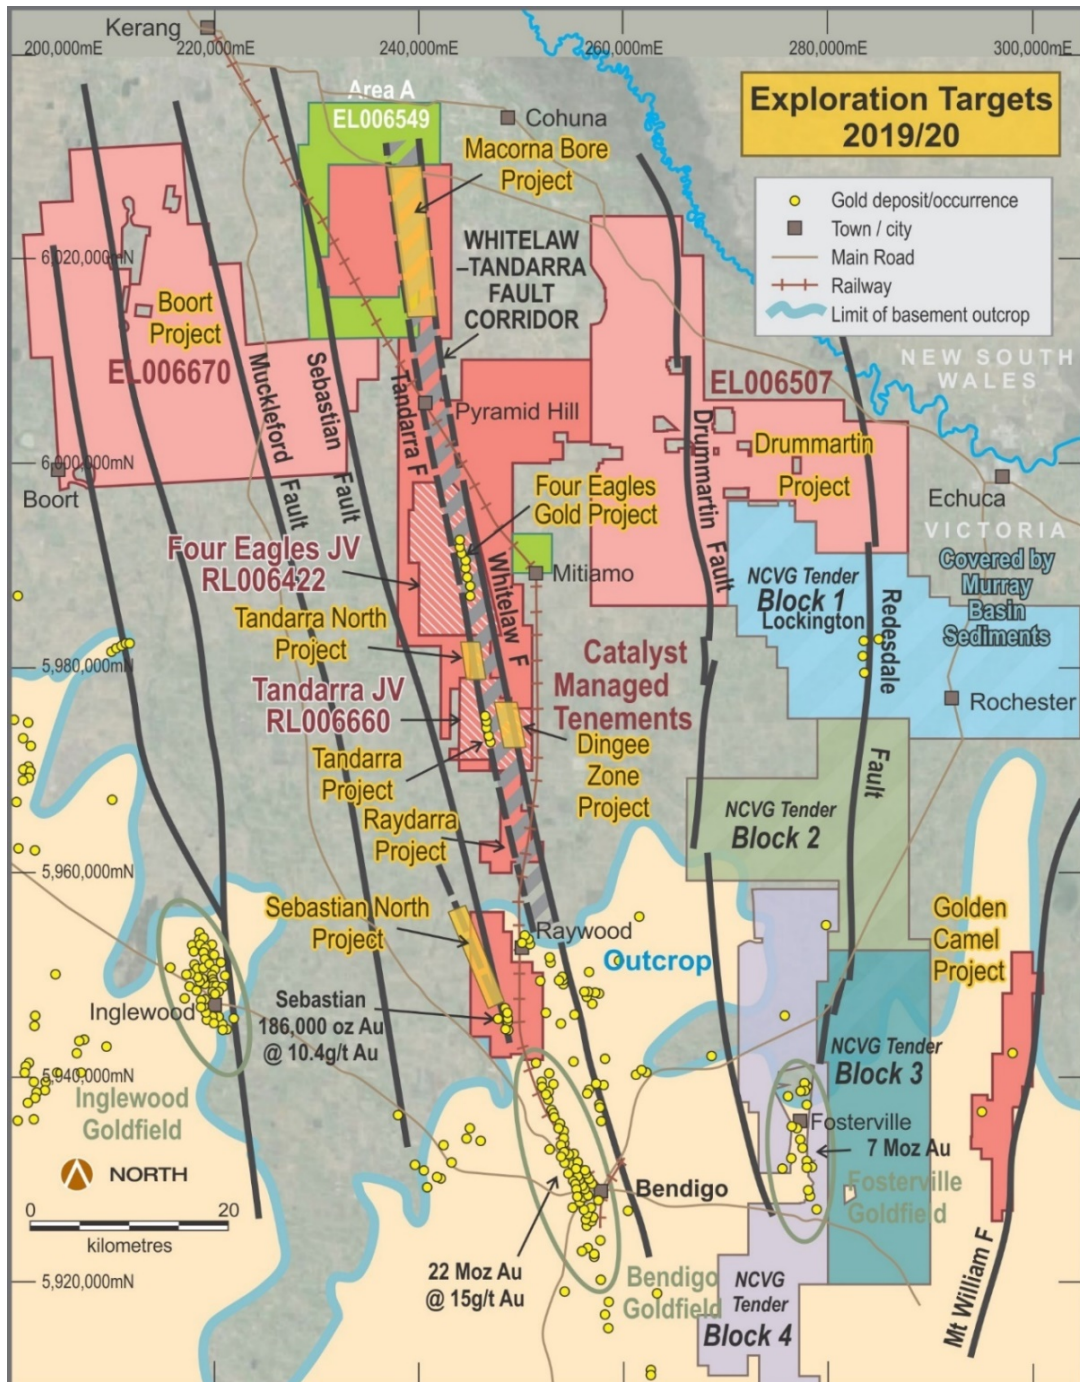 Kerang
200,000mE
220,000mE
240,000mE
260,000mE
280,000mE
300,000mE
Area A
EL006549
Cohuna
Macorna Bore
Project
Exploration Targets
2019/20
Gold deposit/occurrence
Town / city
Main Road
Railway
Limit of basement outcrop
WHITELAW
–TANDARRA
FAULT
CORRIDOR
6,020,000mN
Boort
Project
EL006670
Muckleford
Fault
Sebastian
Fault
Tandarra F
Pyramid Hill
NEW SOUTH
WALES
EL006507
Drummartin
Fault
Drummartin
Project
6,000,000mN
Boort
Four Eagles
Gold Project
Echuca
VICTORIA
Four Eagles JV
RL006422
Whitelaw F
Mitiamo
NCVG Tender
Block 1
Lockington
Covered by
Murray
Basin
Sediments
Redesdale
Fault
Tandarra North
Project
5,980,000mN
Catalyst
Managed
Tenements
Tandarra JV
RL006660
Rochester
Tandarra
Project
Dingee
Zone
Project
Raydarra
Project
NCVG Tender
Block 2
5,960,000mN
Sebastian North
Project
Raywood
Outcrop
Golden
Camel
Project
Inglewood
Sebastian
186,000 oz Au
@ 10.4g/t Au
NCVG Tender
Block 3
5,940,000mN
Inglewood
Goldfield
Fosterville
7 Moz Au
Fosterville
Goldfield
NORTH
0
20
kilometres
Bendigo
22 Moz Au
@ 15g/t Au
Bendigo
Goldfield
5,920,000mN
NCVG
Tender
Block 4
Mt William F